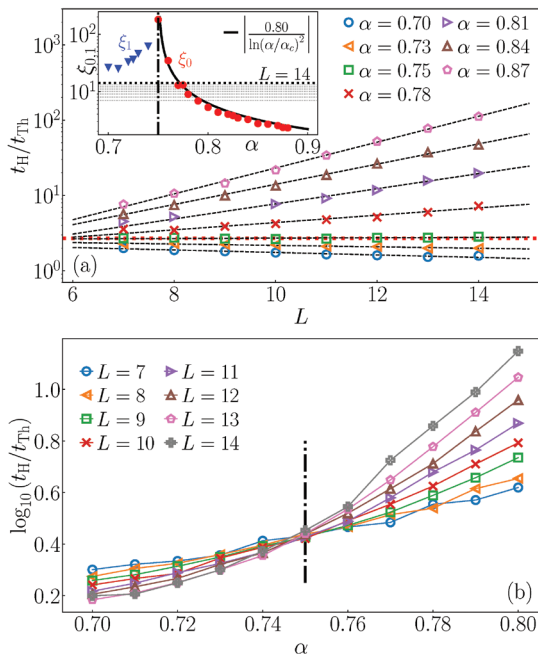 10³
10²
10¹
10⁰
t_H/t_Th
6
8
10
12
14
L
(a)
10²
10¹
ξ_{0,1}
ξ₁
ξ₀
|0.80 / ln(α/α_c)²|
L = 14
0.7
0.8
0.9
α
α = 0.70
α = 0.73
α = 0.75
α = 0.78
α = 0.81
α = 0.84
α = 0.87
1.0
0.8
0.6
0.4
0.2
log₁₀(t_H/t_Th)
L = 7
L = 8
L = 9
L = 10
L = 11
L = 12
L = 13
L = 14
(b)
0.70
0.72
0.74
0.76
0.78
0.80
α